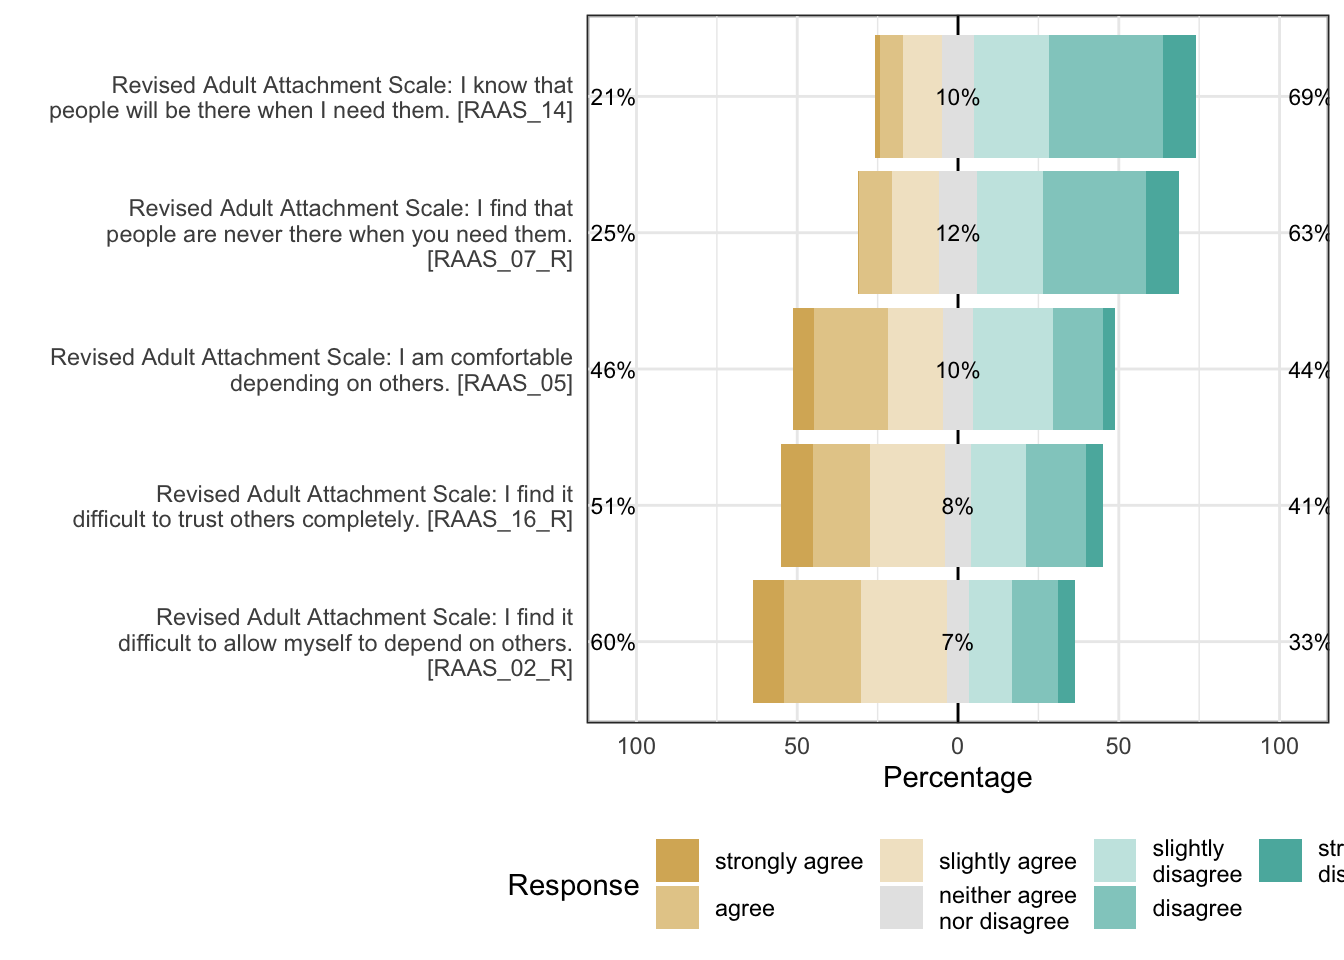 Revised Adult Attachment Scale: I know that
people will be there when I need them. [RAAS_14]
21%
10%
69%
Revised Adult Attachment Scale: I find that
people are never there when you need them.
[RAAS_07_R]
25%
12%
63%
Revised Adult Attachment Scale: I am comfortable
depending on others. [RAAS_05]
46%
10%
44%
Revised Adult Attachment Scale: I find it
difficult to trust others completely. [RAAS_16_R]
51%
8%
41%
Revised Adult Attachment Scale: I find it
difficult to allow myself to depend on others.
[RAAS_02_R]
60%
7%
33%
100 50 0 50 100
Percentage
Response
strongly agree
agree
slightly agree
neither agree
nor disagree
slightly
disagree
disagree